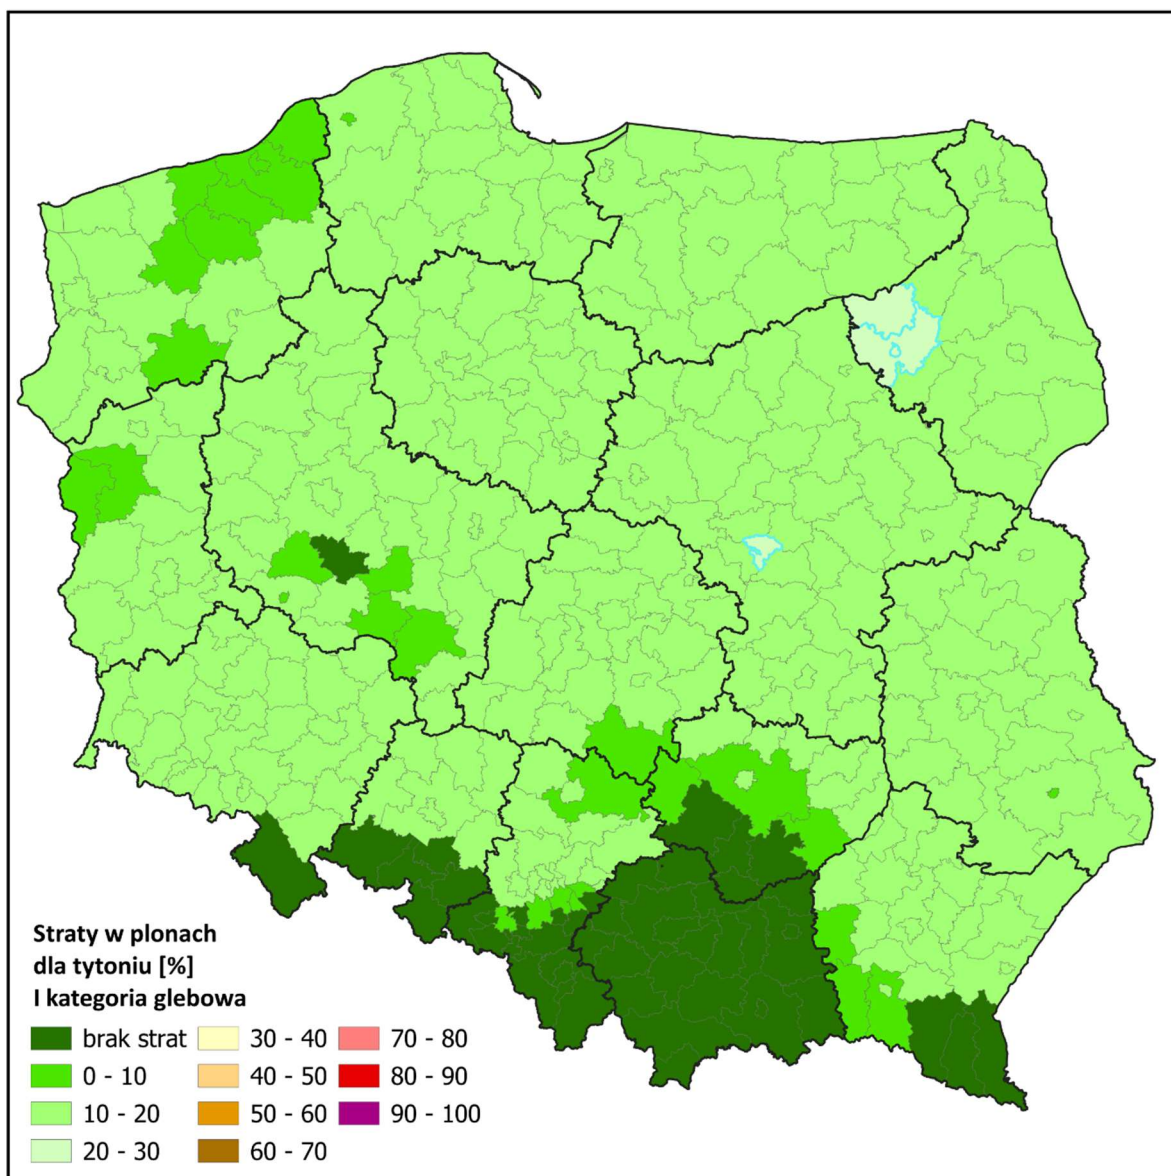 Straty w plonach
dla tytoniu [%]
I kategoria glebowa
brak strat
0 - 10
10 - 20
20 - 30
30 - 40
40 - 50
50 - 60
60 - 70
70 - 80
80 - 90
90 - 100